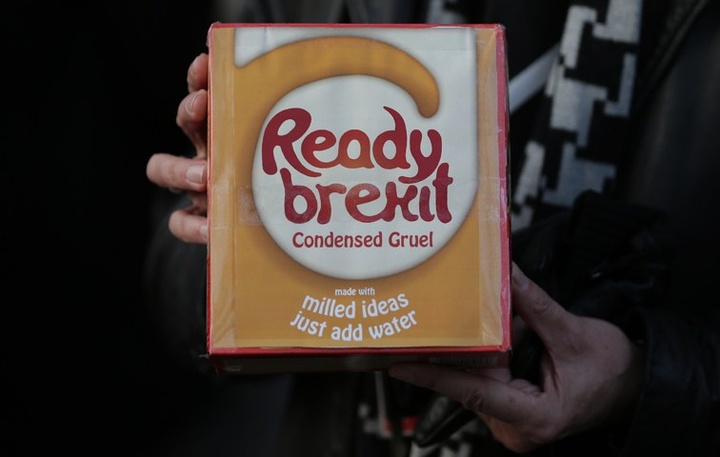 Ready
brexit
Condensed Gruel
made with
milled ideas
just add water